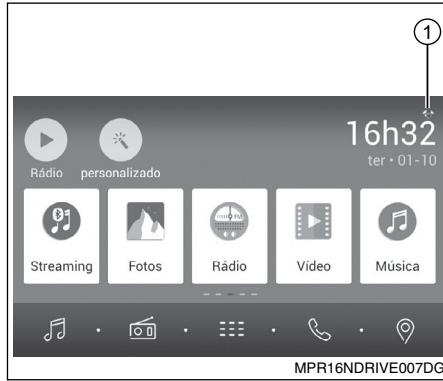 1
16h32
ter • 01-10
Rádio
personalizado
Streaming
Fotos
Rádio
Vídeo
Música
MPR16NDRIVE007DG